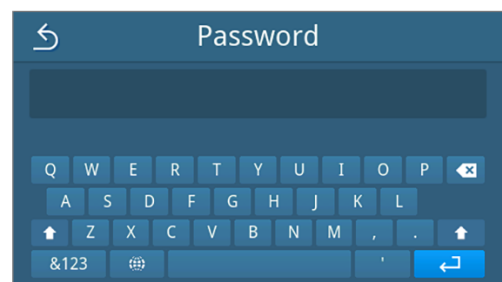 Password
Q W E R T Y U I O P
A S D F G H J K L
Z X C V B N M , .
&123 '